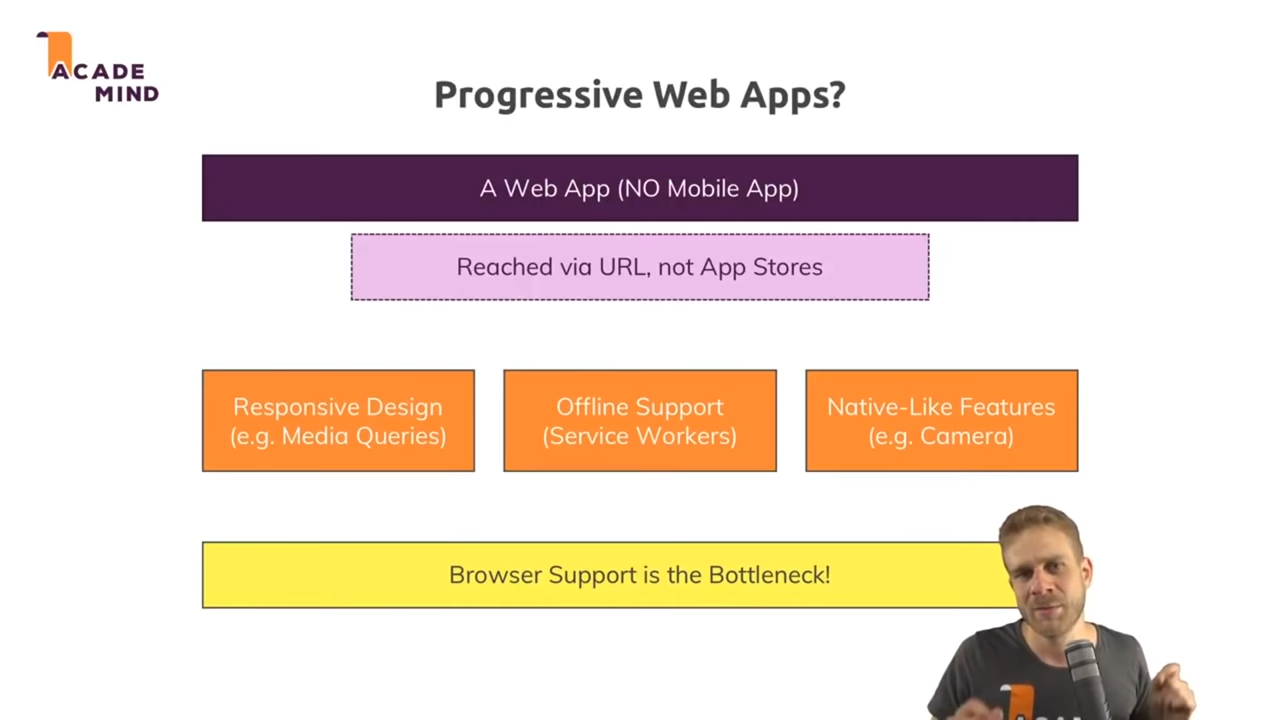 ACADE
MIND
Progressive Web Apps?
A Web App (NO Mobile App)
Reached via URL, not App Stores
Responsive Design
(e.g. Media Queries)
Offline Support
(Service Workers)
Native-Like Features
(e.g. Camera)
Browser Support is the Bottleneck!